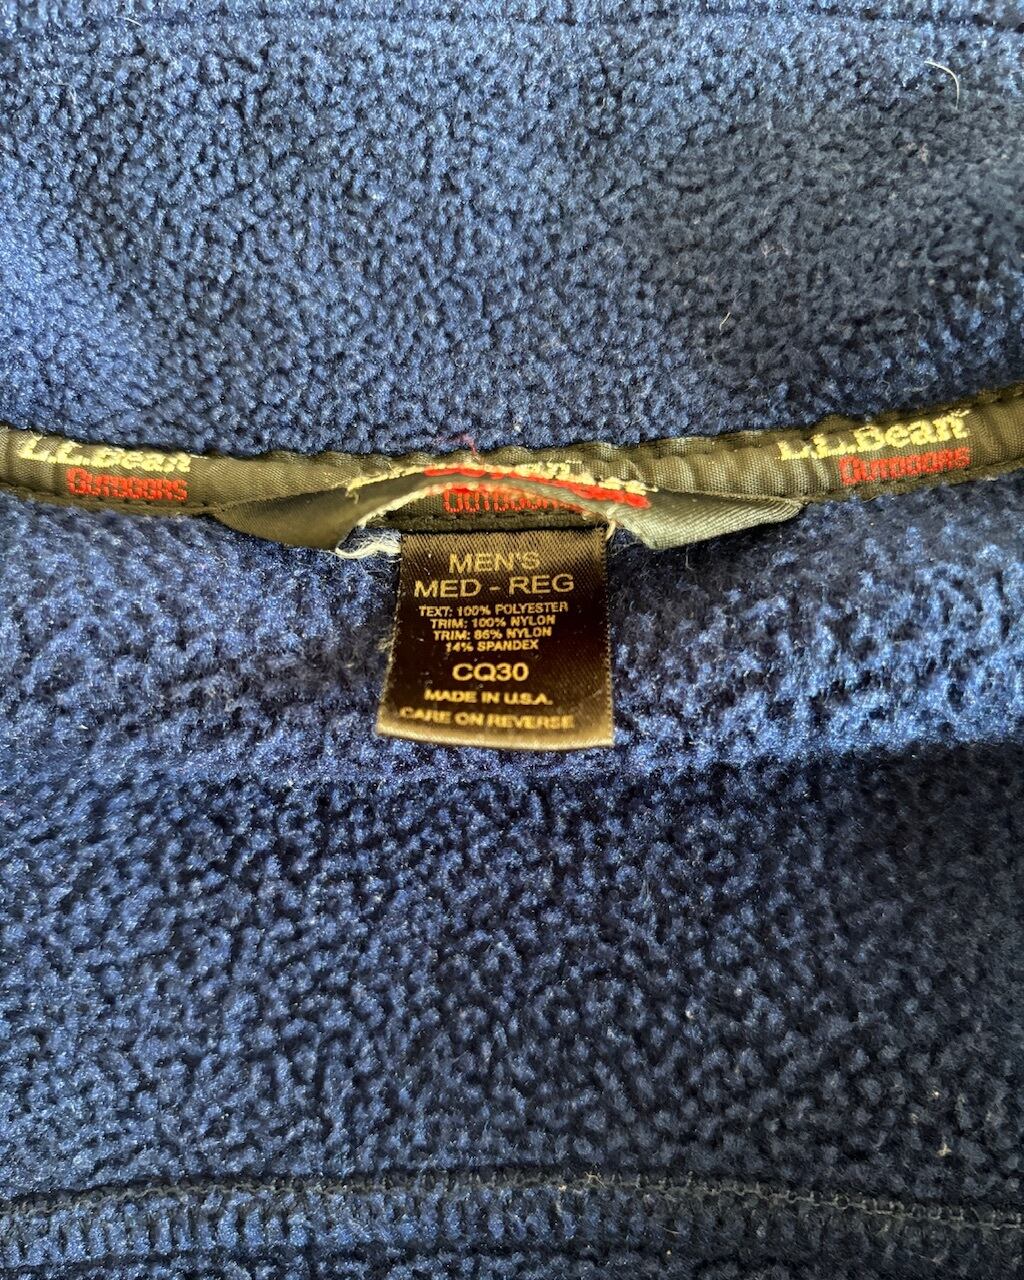 L.L.Bean
OUTDOORS
L.L.Bean
OUTDOORS
OUTDOORS
MEN'S
MED - REG
TEXT: 100% POLYESTER
TRIM: 100% NYLON
TRIM: 86% NYLON
14% SPANDEX
CQ30
MADE IN U.S.A.
CARE ON REVERSE